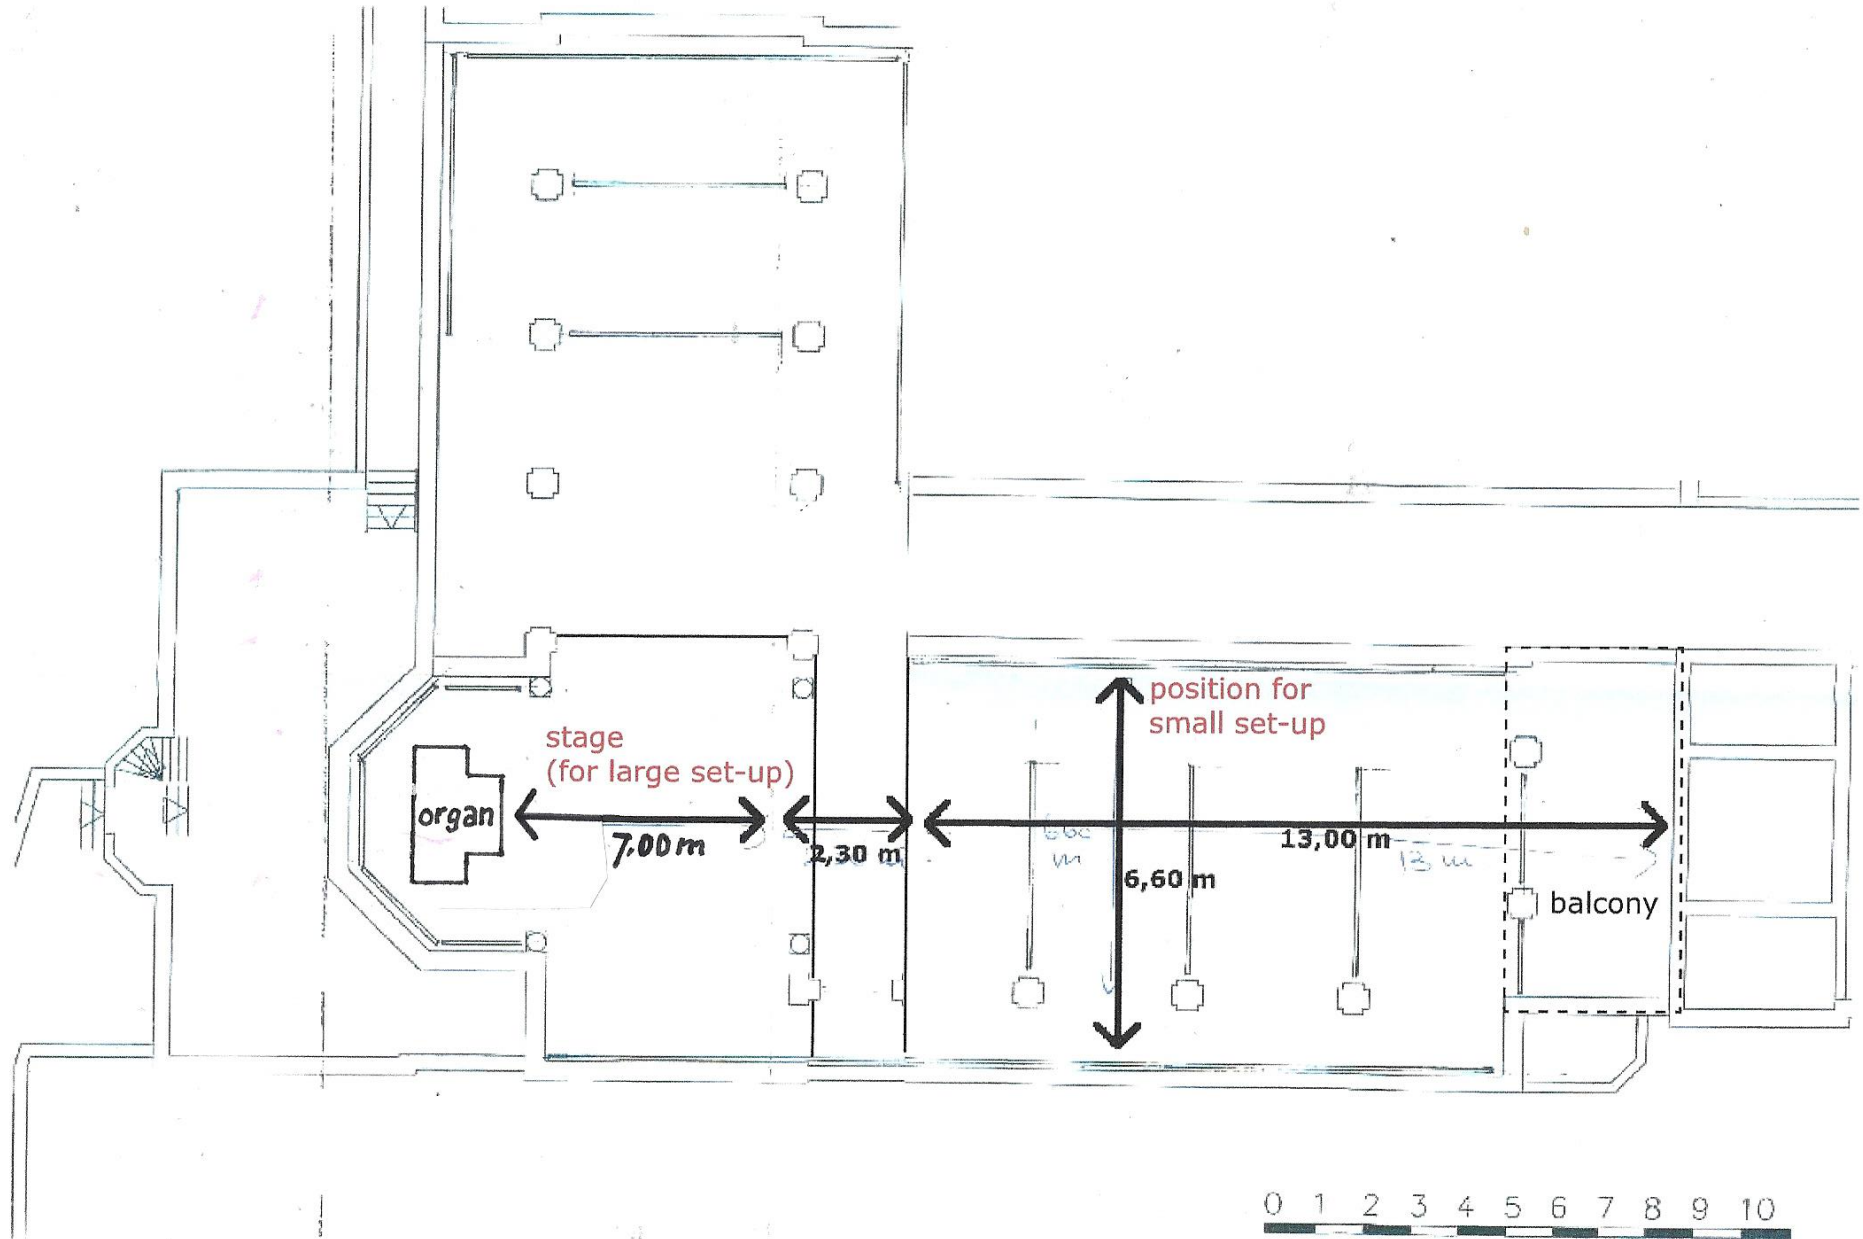 position for
small set-up
stage
(for large set-up)
organ
7.00 m
2,30 m
13,00 m
13 m
6,60 m
balcony
0 1 2 3 4 5 6 7 8 9 10